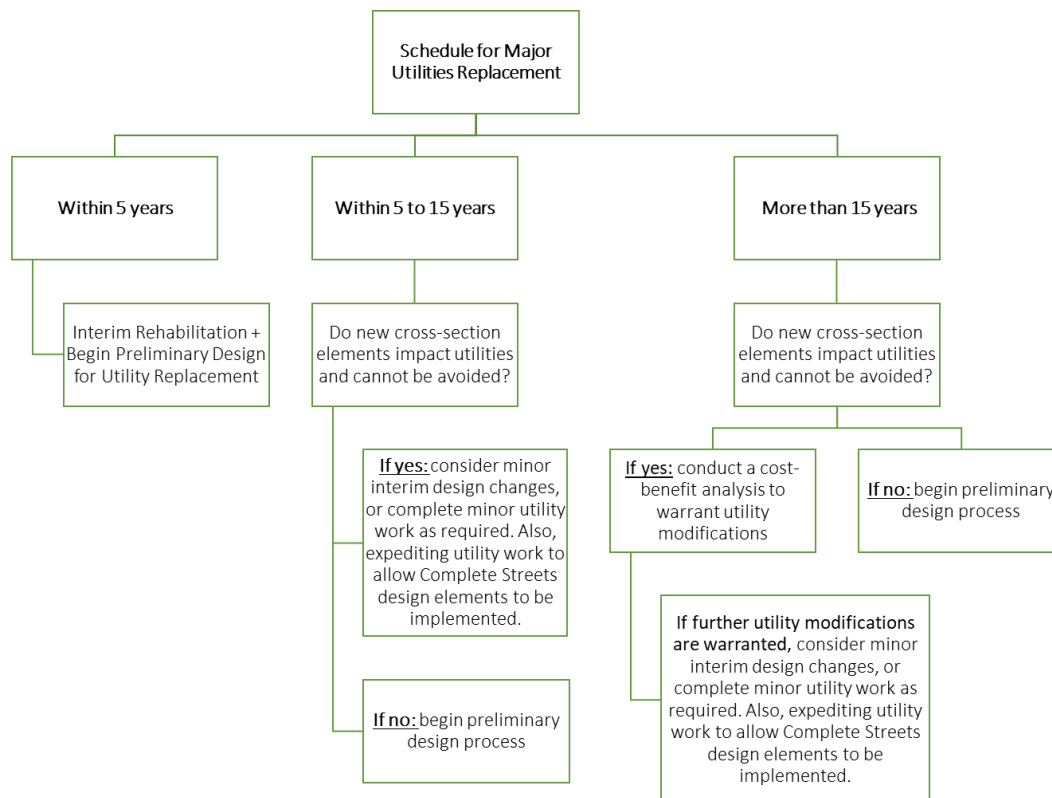 Schedule for Major
Utilities Replacement
Within 5 years
Within 5 to 15 years
More than 15 years
Interim Rehabilitation +
Begin Preliminary Design
for Utility Replacement
Do new cross-section
elements impact utilities
and cannot be avoided?
Do new cross-section
elements impact utilities
and cannot be avoided?
If yes: consider minor
interim design changes,
or complete minor utility
work as required. Also,
expediting utility work to
allow Complete Streets
design elements to be
implemented.
If no: begin preliminary
design process
If yes: conduct a cost-
benefit analysis to
warrant utility
modifications
If no: begin preliminary
design process
If further utility modifications
are warranted, consider minor
interim design changes, or
complete minor utility work as
required. Also, expediting utility
work to allow Complete Streets
design elements to be
implemented.